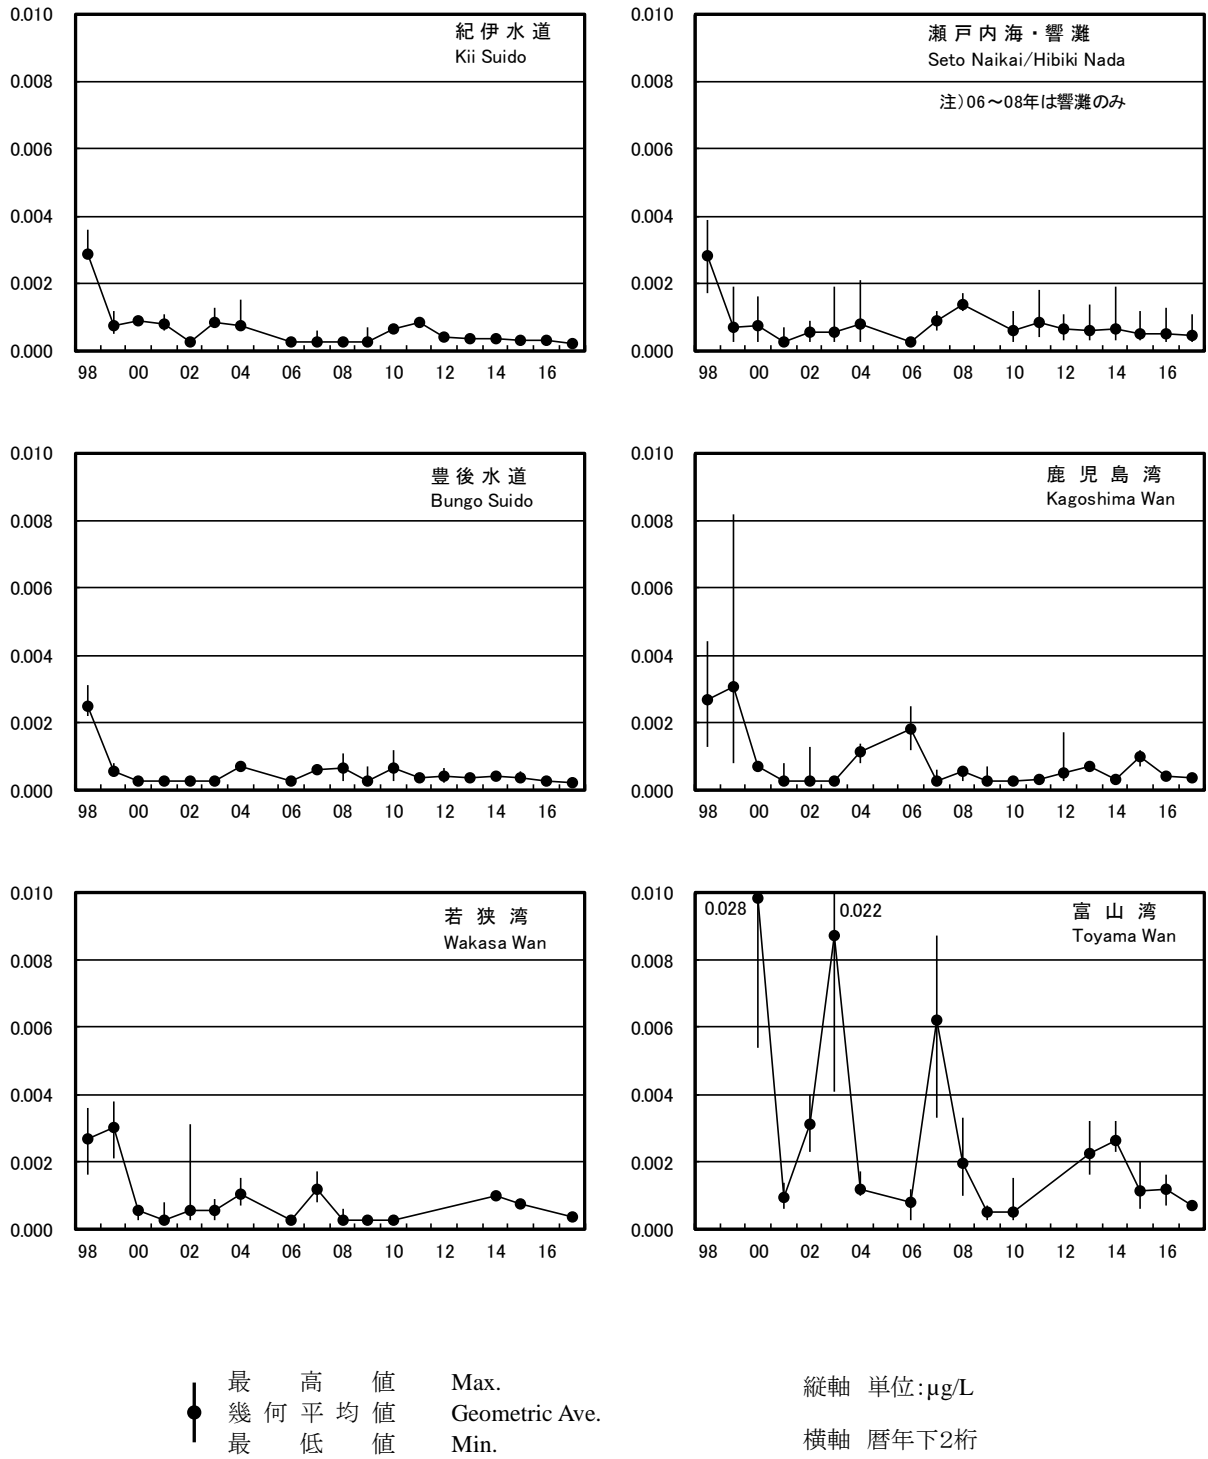 0.010
0.008
0.006
0.004
0.002
0.000
98 00 02 04 06 08 10 12 14 16
紀伊水道
Kii Suido
0.010
0.008
0.006
0.004
0.002
0.000
98 00 02 04 06 08 10 12 14 16
瀬戸内海・響灘
Seto Naikai/Hibiki Nada
注)06～08年は響灘のみ
0.010
0.008
0.006
0.004
0.002
0.000
98 00 02 04 06 08 10 12 14 16
豊後水道
Bungo Suido
0.010
0.008
0.006
0.004
0.002
0.000
98 00 02 04 06 08 10 12 14 16
鹿児島湾
Kagoshima Wan
0.010
0.008
0.006
0.004
0.002
0.000
98 00 02 04 06 08 10 12 14 16
若狭湾
Wakasa Wan
0.010
0.008
0.006
0.004
0.002
0.000
98 00 02 04 06 08 10 12 14 16
0.028
0.022
富山湾
Toyama Wan
最高値 Max.
幾何平均値 Geometric Ave.
最低値 Min.
縦軸 単位:µg/L
横軸 暦年下2桁